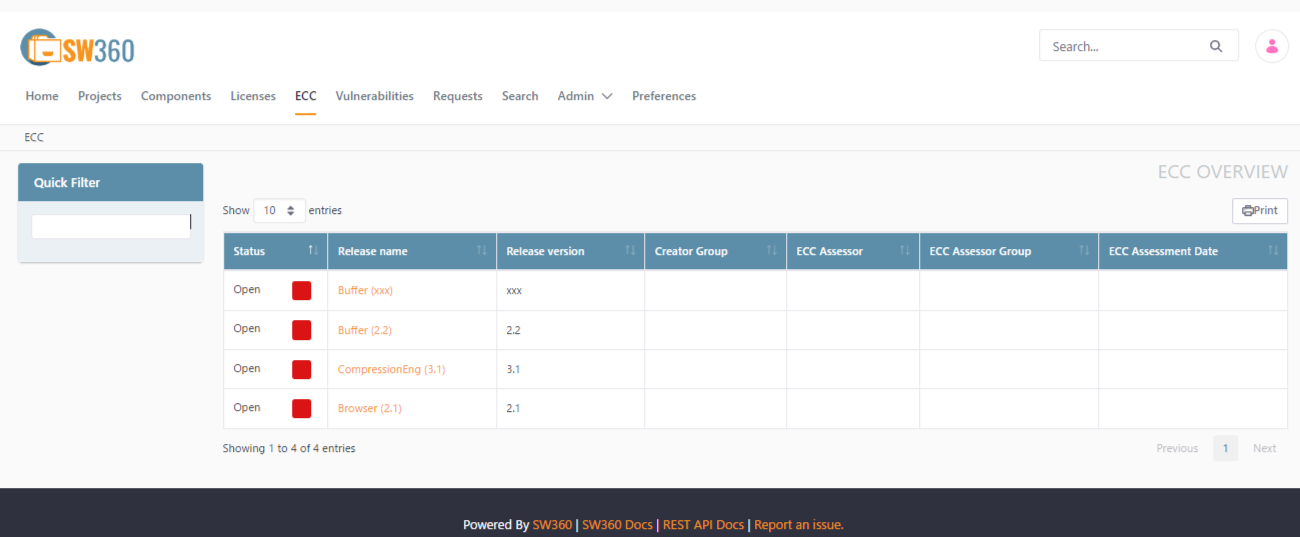 SW360
Search...
Home Projects Components Licenses ECC Vulnerabilities Requests Search Admin Preferences
ECC
Quick Filter
ECC OVERVIEW
Show 10 entries
Print
Status Release name Release version Creator Group ECC Assessor ECC Assessor Group ECC Assessment Date
Open Buffer (xxx) xxx
Open Buffer (2.2) 2.2
Open CompressionEng (3.1) 3.1
Open Browser (2.1) 2.1
Showing 1 to 4 of 4 entries
Previous 1 Next
Powered By SW360 | SW360 Docs | REST API Docs | Report an issue.